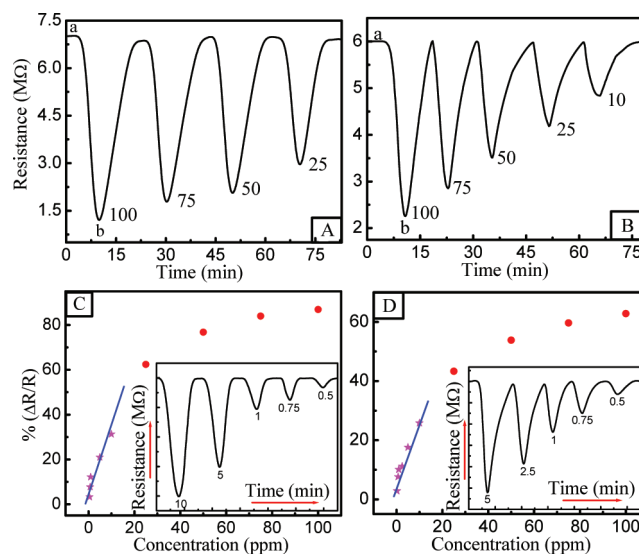 7.5
6.0
4.5
3.0
1.5
Resistance (MΩ)
a
100
b
75
50
25
A
0 15 30 45 60 75
Time (min)
6
5
4
3
2
Resistance (MΩ)
a
100
b
75
50
25
10
B
0 15 30 45 60 75
Time (min)
C
80
60
40
20
0
% (ΔR/R)
Resistance (MΩ)
10
5
1
0.75
0.5
Time (min)
0 20 40 60 80 100
Concentration (ppm)
D
60
40
20
0
Resistance (MΩ)
5
2.5
1
0.75
0.5
Time (min)
0 20 40 60 80 100
Concentration (ppm)